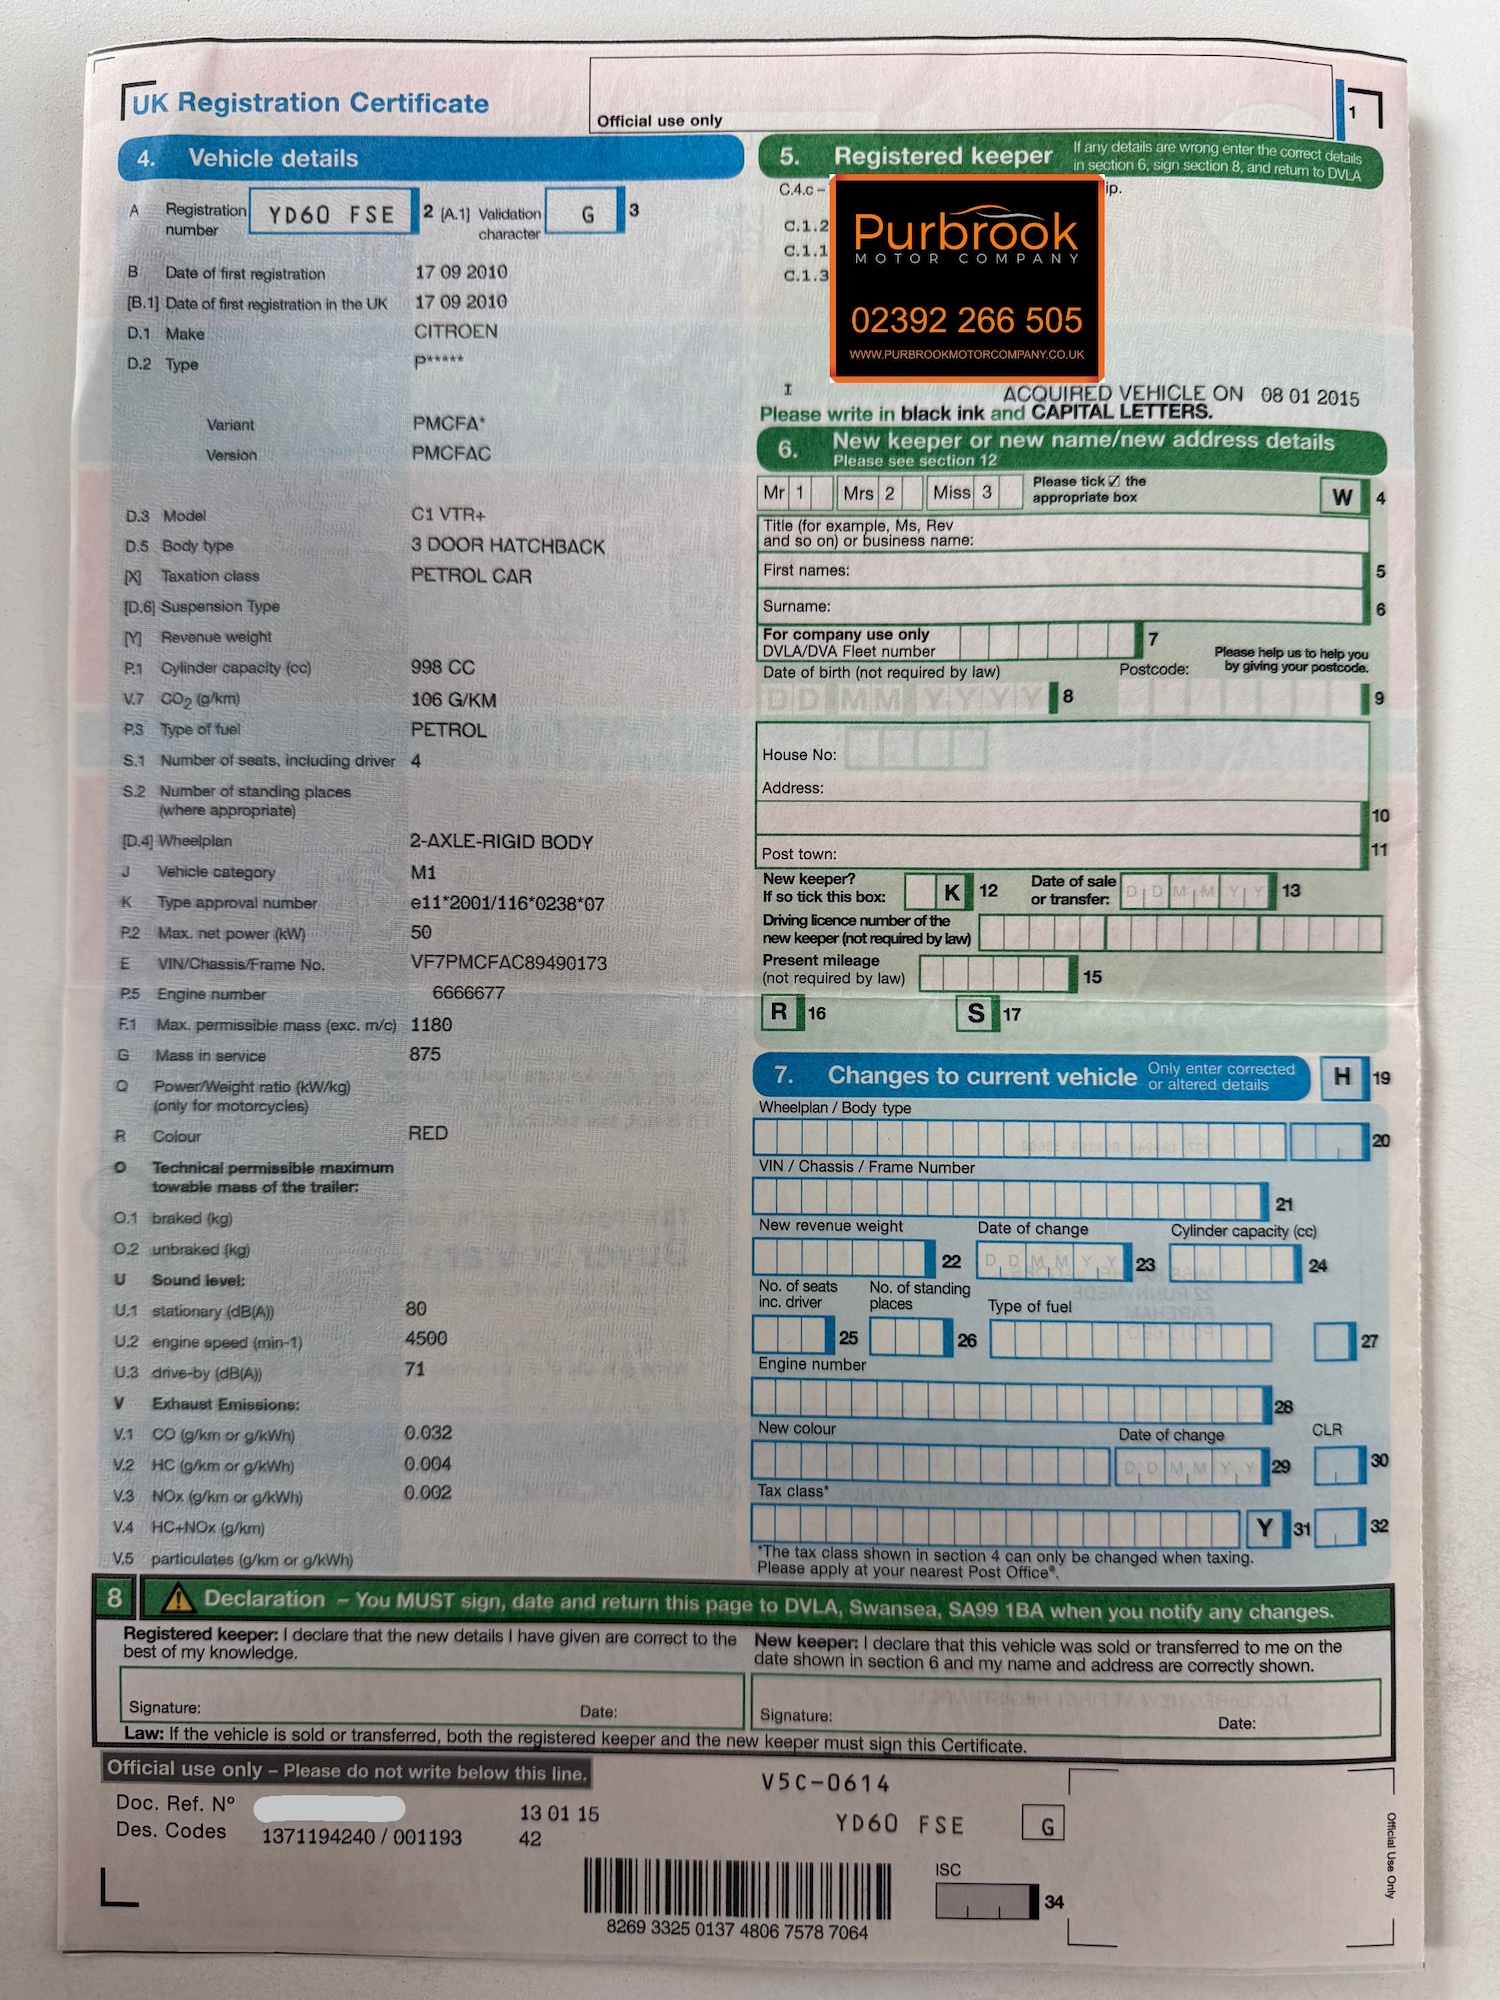 UK Registration Certificate
Official use only
1
4. Vehicle details
A Registration number YD60 FSE 2 [A.1] Validation character G 3
B Date of first registration 17 09 2010
[B.1] Date of first registration in the UK 17 09 2010
D.1 Make CITROEN
D.2 Type P*****
Variant PMCFA*
Version PMCFAC
D.3 Model C1 VTR+
D.5 Body type 3 DOOR HATCHBACK
[X] Taxation class PETROL CAR
[D.6] Suspension Type
[Y] Revenue weight
P.1 Cylinder capacity (cc) 998 CC
V.7 CO2 (g/km) 106 G/KM
P.3 Type of fuel PETROL
S.1 Number of seats, including driver 4
S.2 Number of standing places
(where appropriate)
[D.4] Wheelplan 2-AXLE-RIGID BODY
J Vehicle category M1
K Type approval number e11*2001/116*0238*07
P.2 Max. net power (kW) 50
E VIN/Chassis/Frame No. VF7PMCFAC89490173
P.5 Engine number 6666677
F.1 Max. permissible mass (exc. m/c) 1180
G Mass in service 875
Q Power/Weight ratio (kW/kg)
(only for motorcycles)
R Colour RED
O Technical permissible maximum
towable mass of the trailer:
O.1 braked (kg)
O.2 unbraked (kg)
U Sound level:
U.1 stationary (dB(A)) 80
U.2 engine speed (min-1) 4500
U.3 drive-by (dB(A)) 71
V Exhaust Emissions:
V.1 CO (g/km or g/kWh) 0.032
V.2 HC (g/km or g/kWh) 0.004
V.3 NOx (g/km or g/kWh) 0.002
V.4 HC+NOx (g/km)
V.5 particulates (g/km or g/kWh)
5. Registered keeper
If any details are wrong enter the correct details
in section 6, sign section 8, and return to DVLA
C.4.c – ip.
C.1.2
C.1.1
C.1.3
Purbrook
MOTOR COMPANY
02392 266 505
WWW.PURBROOKMOTORCOMPANY.CO.UK
I ACQUIRED VEHICLE ON 08 01 2015
Please write in black ink and CAPITAL LETTERS.
6. New keeper or new name/new address details
Please see section 12
Mr 1 Mrs 2 Miss 3 Please tick ☑ the appropriate box W 4
Title (for example, Ms, Rev
and so on) or business name:
First names: 5
Surname: 6
For company use only
DVLA/DVA Fleet number 7
Please help us to help you
by giving your postcode.
Date of birth (not required by law) Postcode:
D D M M Y Y Y Y 8 9
House No:
Address:
10
Post town: 11
New keeper?
If so tick this box: K 12 Date of sale or transfer: D D M M Y Y 13
Driving licence number of the
new keeper (not required by law)
Present mileage
(not required by law) 15
R 16 S 17
7. Changes to current vehicle Only enter corrected or altered details H 19
Wheelplan / Body type
20
VIN / Chassis / Frame Number
21
New revenue weight Date of change Cylinder capacity (cc)
22 D D M M Y Y 23 24
No. of seats inc. driver No. of standing places Type of fuel
25 26 27
Engine number
28
New colour Date of change CLR
D D M M Y Y 29 30
Tax class*
Y 31 32
*The tax class shown in section 4 can only be changed when taxing.
Please apply at your nearest Post Office®.
8 Declaration – You MUST sign, date and return this page to DVLA, Swansea, SA99 1BA when you notify any changes.
Registered keeper: I declare that the new details I have given are correct to the
best of my knowledge.
Signature: Date:
New keeper: I declare that this vehicle was sold or transferred to me on the
date shown in section 6 and my name and address are correctly shown.
Signature: Date:
Law: If the vehicle is sold or transferred, both the registered keeper and the new keeper must sign this Certificate.
Official use only – Please do not write below this line.
Doc. Ref. Nº 13 01 15
Des. Codes 1371194240 / 001193 42
V5C-0614
YD60 FSE G
ISC
34
8269 3325 0137 4806 7578 7064
Official Use Only